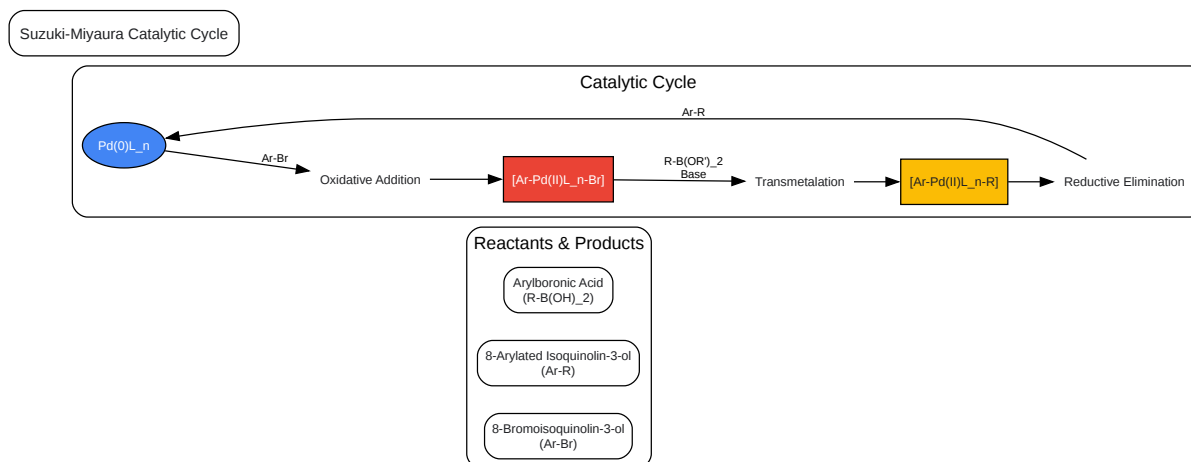 Suzuki-Miyaura Catalytic Cycle
Catalytic Cycle
Ar-R
Pd(0)L_n
Ar-Br
Oxidative Addition
[Ar-Pd(II)L_n-Br]
R-B(OR')_2
Base
Transmetalation
[Ar-Pd(II)L_n-R]
Reductive Elimination
Reactants & Products
Arylboronic Acid
(R-B(OH)_2)
8-Arylated Isoquinolin-3-ol
(Ar-R)
8-Bromoisoquinolin-3-ol
(Ar-Br)